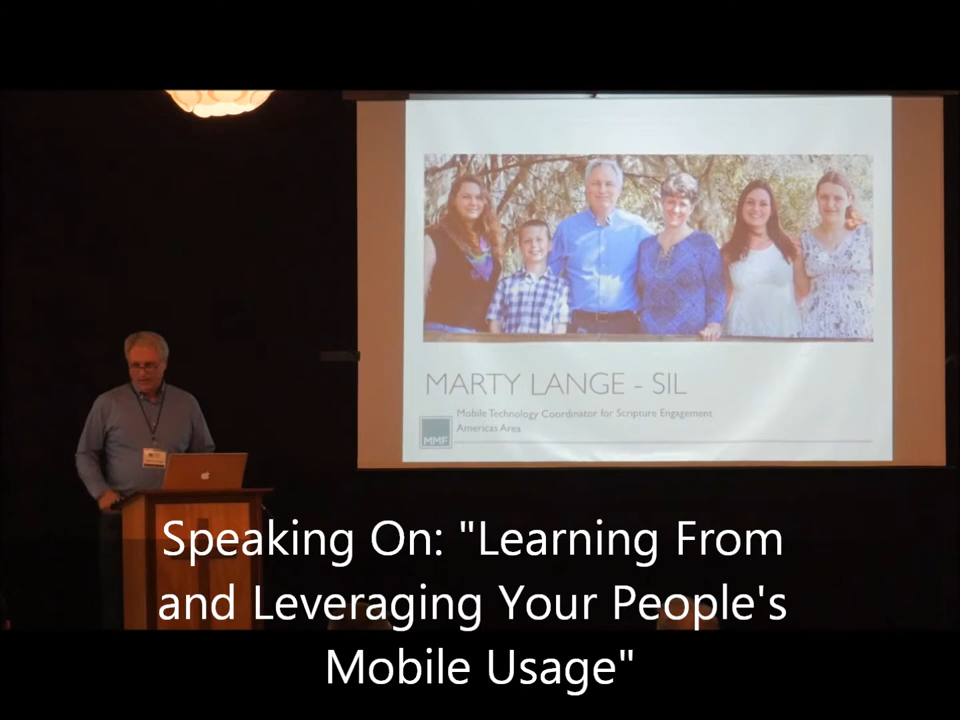 MARTY LANGE - SIL
Mobile Technology Coordinator for Scripture Engagement
Americas Area
MMF
Speaking On: "Learning From
and Leveraging Your People's
Mobile Usage"